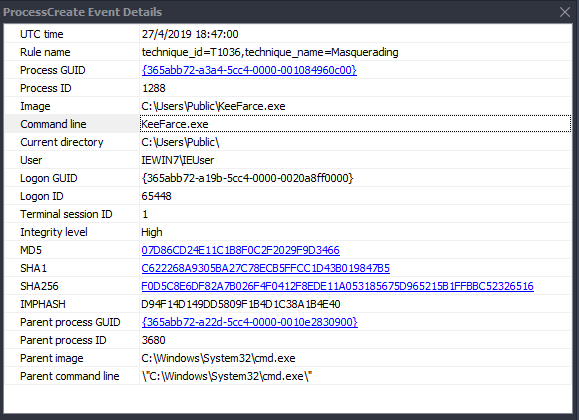 ProcessCreate Event Details
UTC time 27/4/2019 18:47:00
Rule name technique_id=T1036,technique_name=Masquerading
Process GUID {365abb72-a3a4-5cc4-0000-001084960c00}
Process ID 1288
Image C:\Users\Public\KeeFarce.exe
Command line KeeFarce.exe
Current directory C:\Users\Public\
User IEWIN7\IEUser
Logon GUID {365abb72-a19b-5cc4-0000-0020a8ff0000}
Logon ID 65448
Terminal session ID 1
Integrity level High
MD5 07D86CD24E11C1B8F0C2F2029F9D3466
SHA1 C622268A9305BA27C78ECB5FFCC1D43B019847B5
SHA256 F0D5C8E6DF82A7B026F4F0412F8EDE11A053185675D965215B1FFBBC52326516
IMPHASH D94F14D149DD5809F1B4D1C38A1B4E40
Parent process GUID {365abb72-a22d-5cc4-0000-0010e2830900}
Parent process ID 3680
Parent image C:\Windows\System32\cmd.exe
Parent command line \"C:\Windows\System32\cmd.exe\"